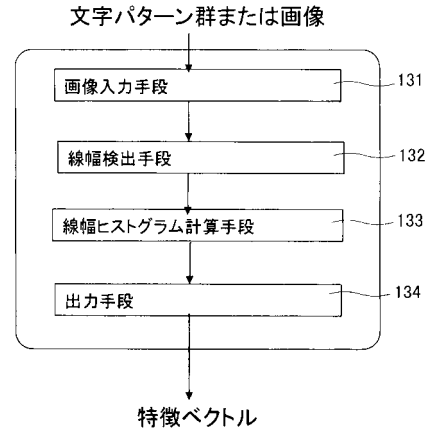 文字パターン群または画像
画像入力手段
131
線幅検出手段
132
線幅ヒストグラム計算手段
133
出力手段
134
特徴ベクトル